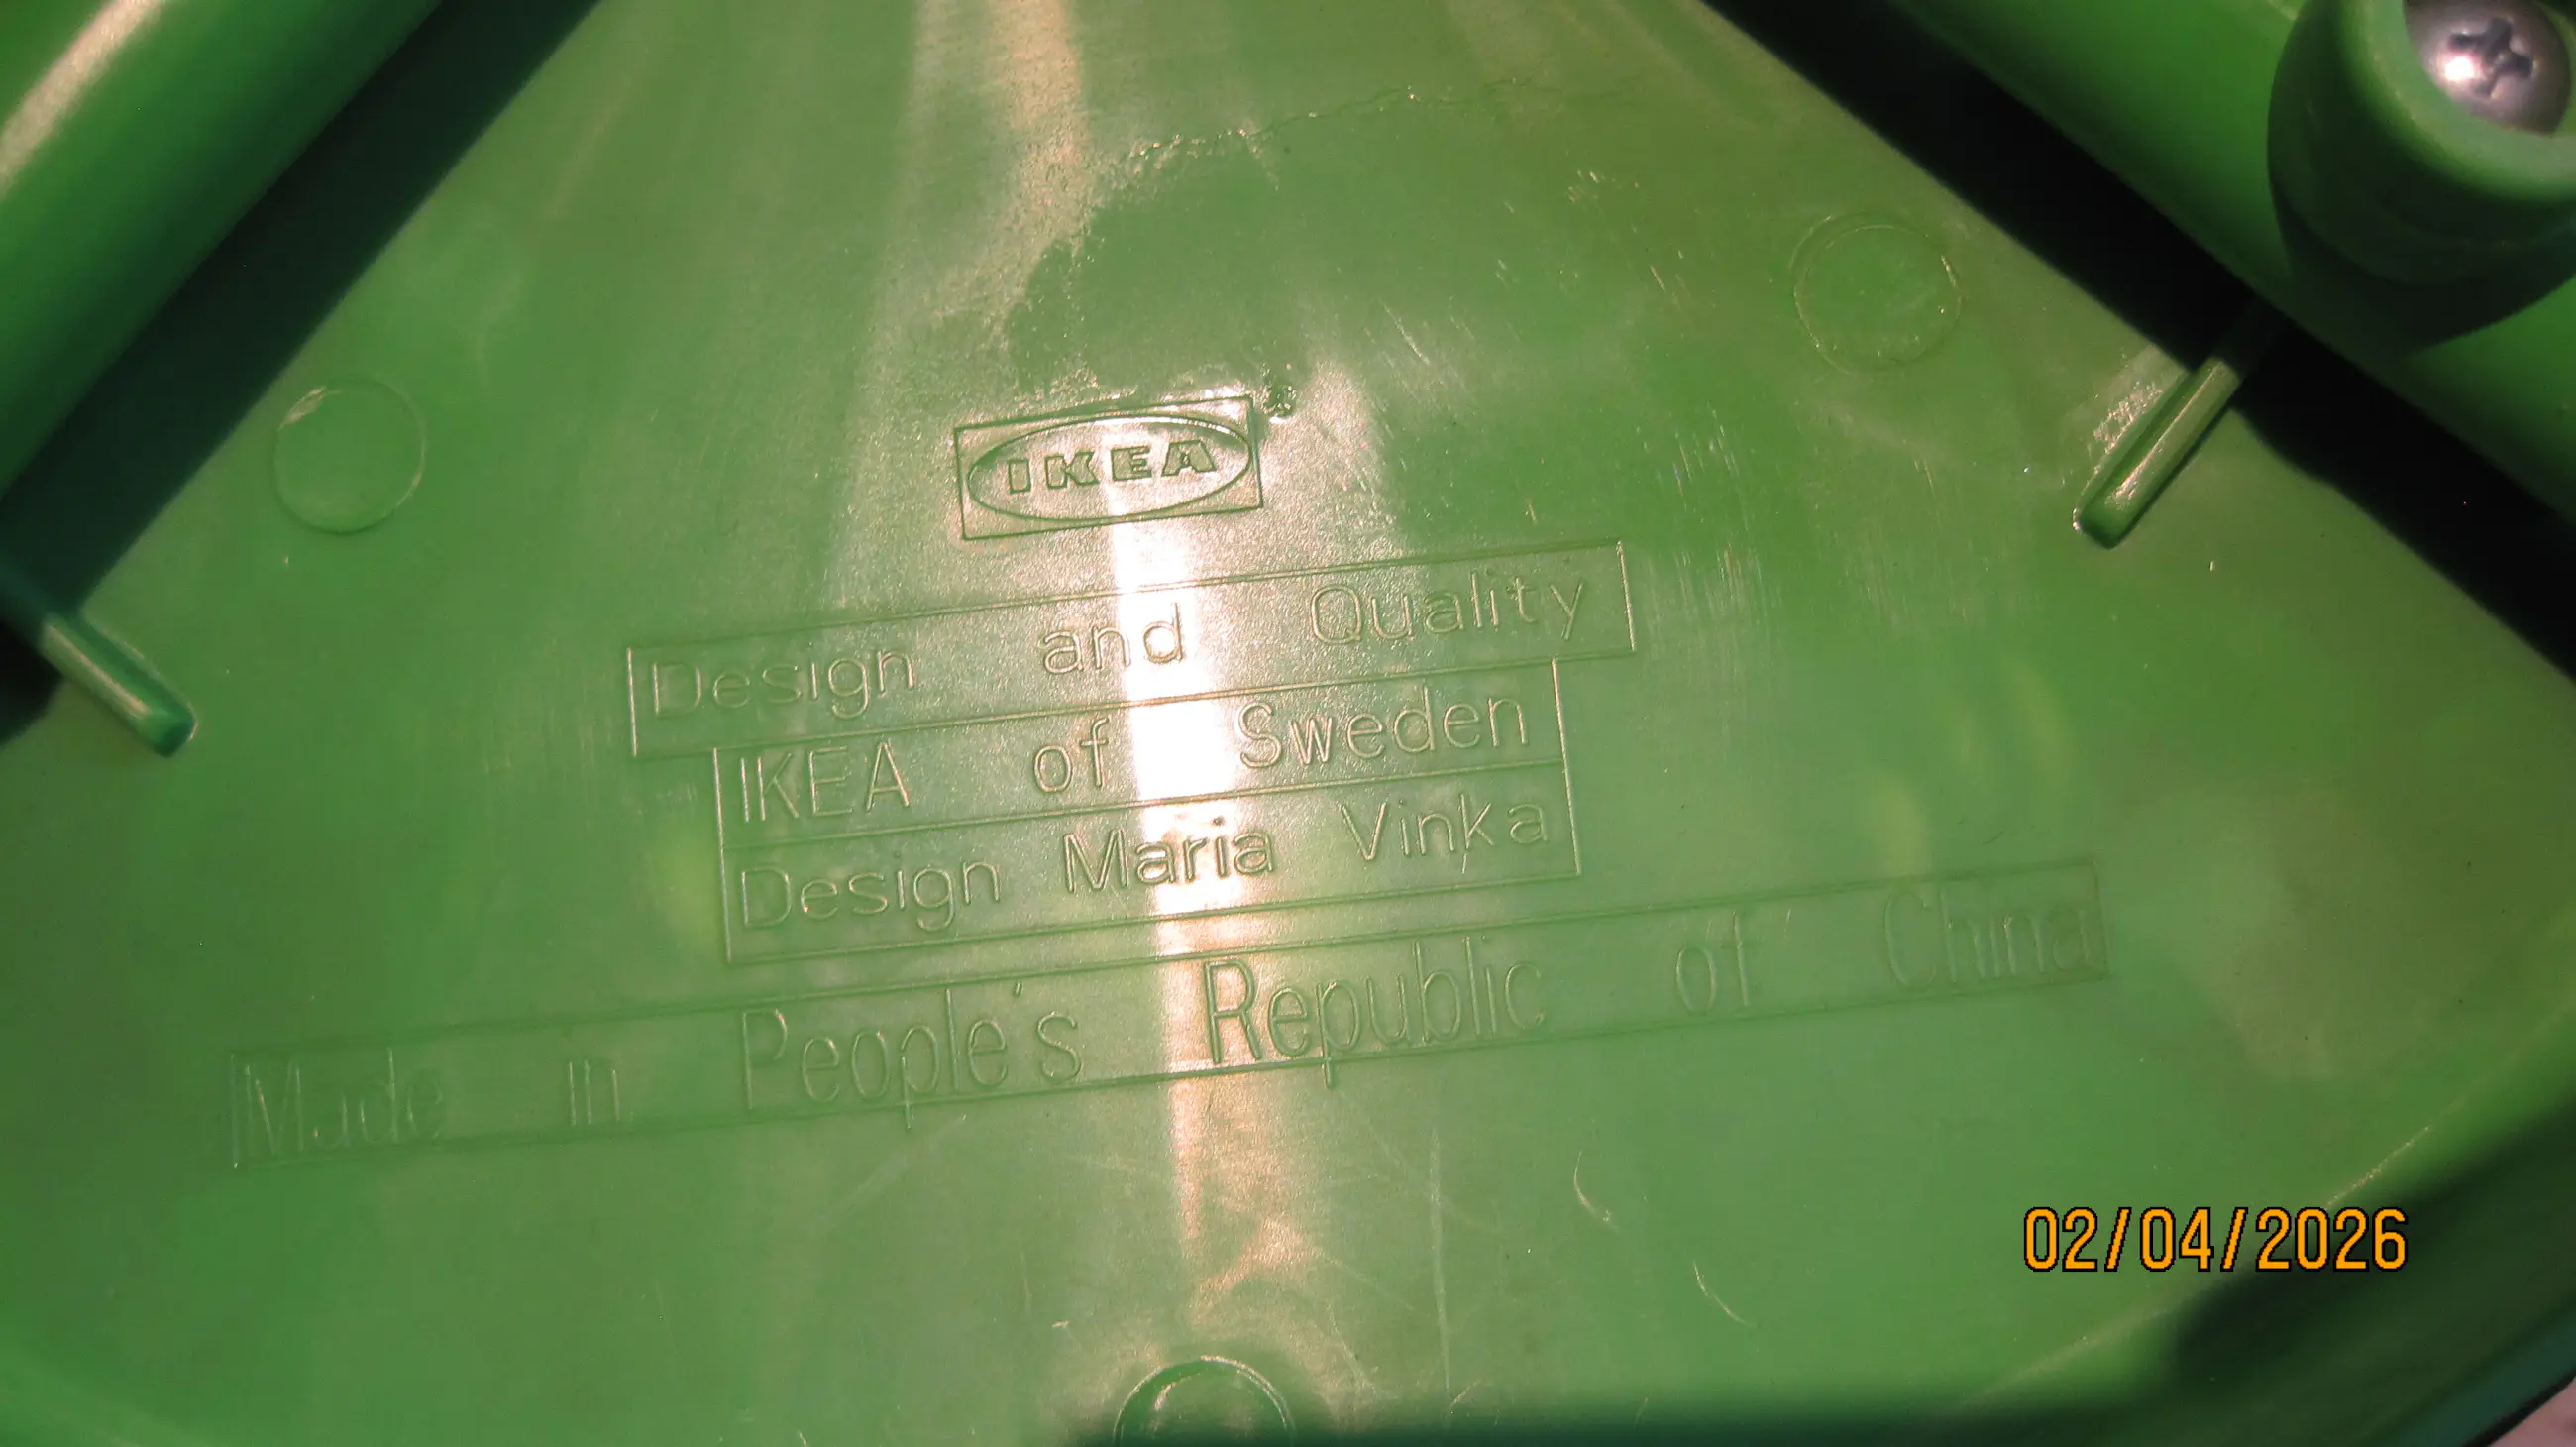 IKEA
Design and Quality
IKEA of Sweden
Design Maria Vinka
Made in People's Republic of China
02/04/2026